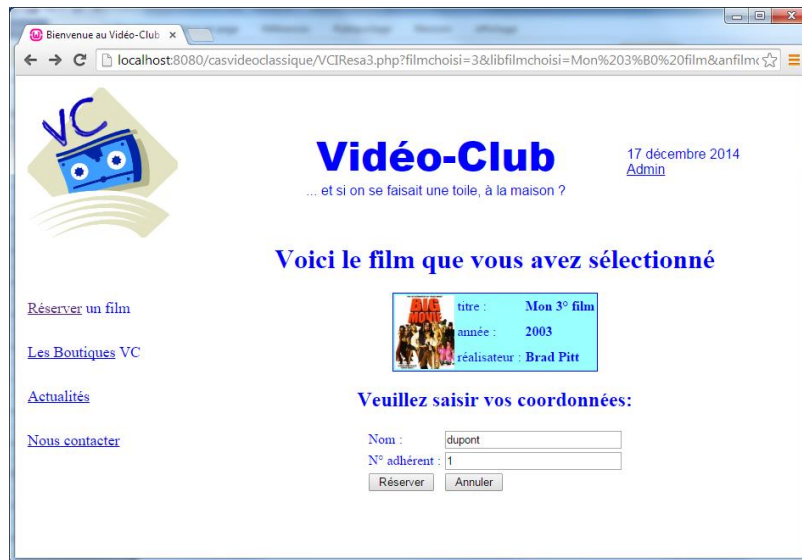 Bienvenue au Vidéo-Club
localhost:8080/casvideoclassique/VCIResa3.php?filmchoisi=3&libfilmchoisi=Mon%203%B0%20film&anfilmc
VC
Vidéo-Club
... et si on se faisait une toile, à la maison ?
17 décembre 2014
Admin
Voici le film que vous avez sélectionné
BIG
MOVIE
titre : Mon 3° film
année : 2003
réalisateur : Brad Pitt
Réserver un film
Les Boutiques VC
Actualités
Nous contacter
Veuillez saisir vos coordonnées:
Nom : dupont
N° adhérent : 1
Réserver Annuler